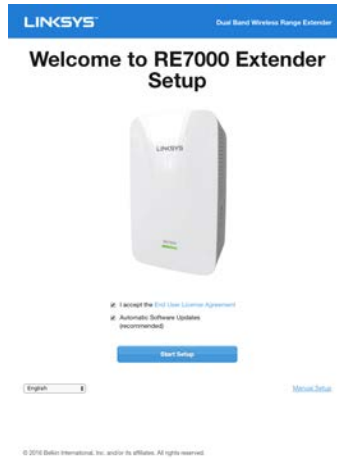 LINKSYS
Dual Band Wireless Range Extender
Welcome to RE7000 Extender
Setup
LINKSYS
I accept the End User License Agreement
Automatic Software Updates
(recommended)
Start Setup
English
Manual Setup
© 2016 Belkin International, Inc. and/or its affiliates. All rights reserved.